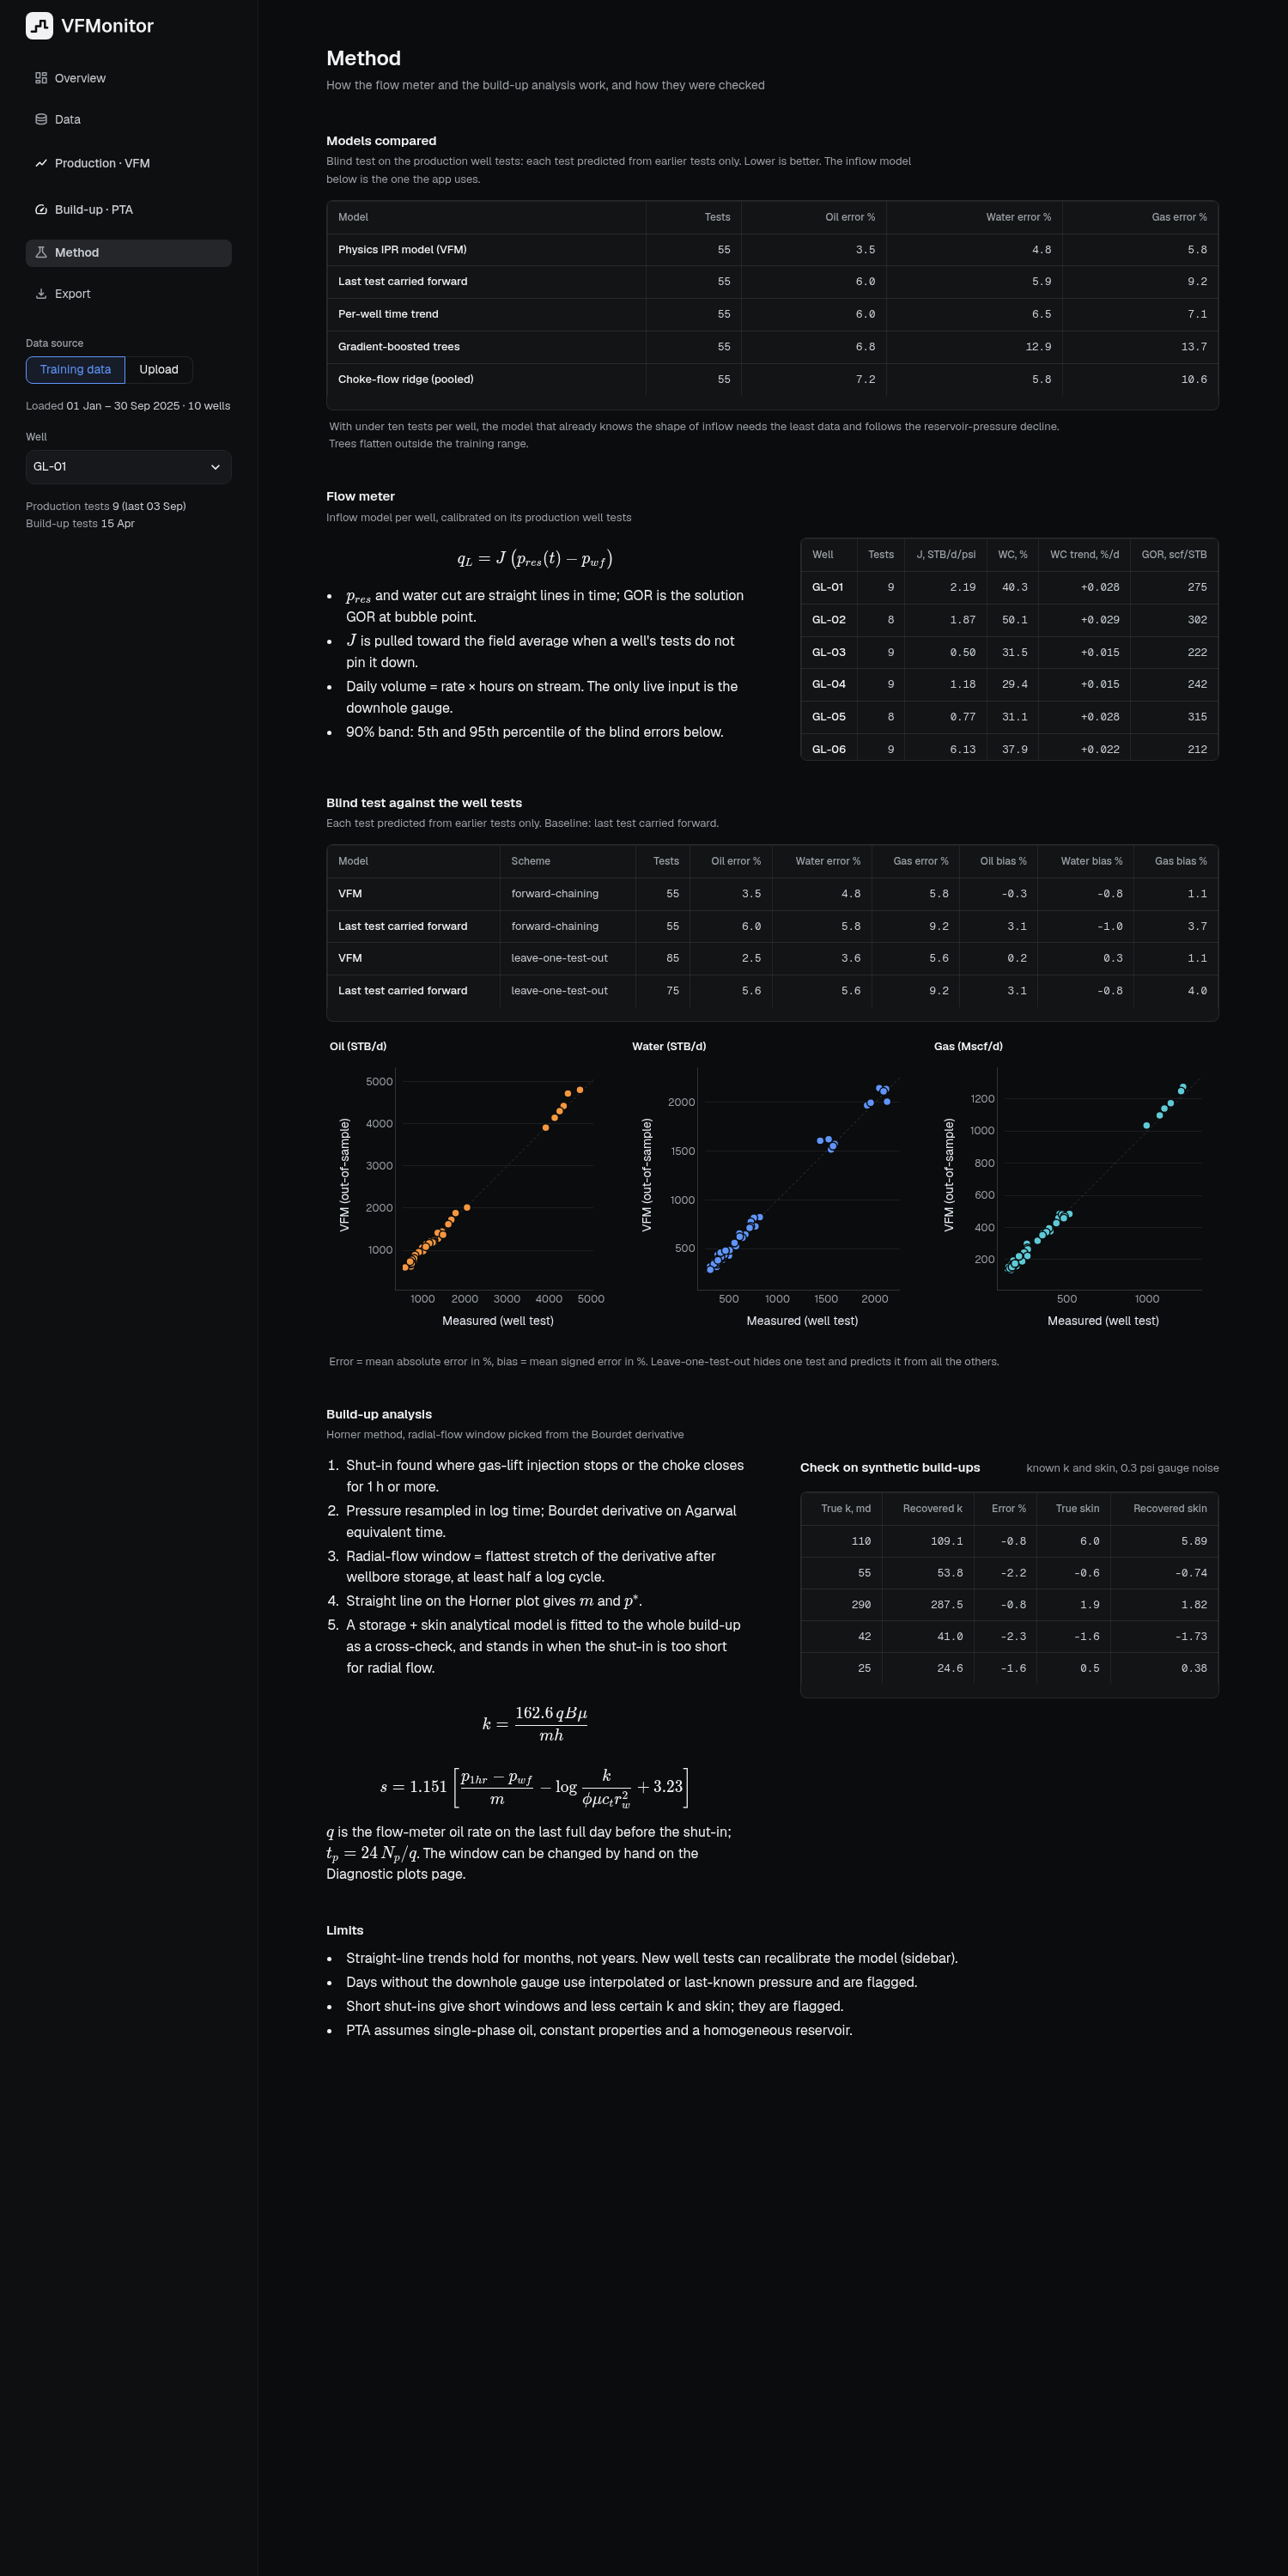 VFMonitor
Overview
Data
Production · VFM
Build-up · PTA
Method
Export
Data source
Training data Upload
Loaded 01 Jan – 30 Sep 2025 · 10 wells
Well
GL-01
Production tests 9 (last 03 Sep)
Build-up tests 15 Apr
Method
How the flow meter and the build-up analysis work, and how they were checked
Models compared
Blind test on the production well tests: each test predicted from earlier tests only. Lower is better. The inflow model
below is the one the app uses.
Model Tests Oil error % Water error % Gas error %
Physics IPR model (VFM) 55 3.5 4.8 5.8
Last test carried forward 55 6.0 5.9 9.2
Per-well time trend 55 6.0 6.5 7.1
Gradient-boosted trees 55 6.8 12.9 13.7
Choke-flow ridge (pooled) 55 7.2 5.8 10.6
With under ten tests per well, the model that already knows the shape of inflow needs the least data and follows the reservoir-pressure decline.
Trees flatten outside the training range.
Flow meter
Inflow model per well, calibrated on its production well tests
q_L = J (p_res(t) − p_wf)
• p_res and water cut are straight lines in time; GOR is the solution
GOR at bubble point.
• J is pulled toward the field average when a well's tests do not
pin it down.
• Daily volume = rate × hours on stream. The only live input is the
downhole gauge.
• 90% band: 5th and 95th percentile of the blind errors below.
Well Tests J, STB/d/psi WC, % WC trend, %/d GOR, scf/STB
GL-01 9 2.19 40.3 +0.028 275
GL-02 8 1.87 50.1 +0.029 302
GL-03 9 0.50 31.5 +0.015 222
GL-04 9 1.18 29.4 +0.015 242
GL-05 8 0.77 31.1 +0.028 315
GL-06 9 6.13 37.9 +0.022 212
Blind test against the well tests
Each test predicted from earlier tests only. Baseline: last test carried forward.
Model Scheme Tests Oil error % Water error % Gas error % Oil bias % Water bias % Gas bias %
VFM forward-chaining 55 3.5 4.8 5.8 -0.3 -0.8 1.1
Last test carried forward forward-chaining 55 6.0 5.8 9.2 3.1 -1.0 3.7
VFM leave-one-test-out 85 2.5 3.6 5.6 0.2 0.3 1.1
Last test carried forward leave-one-test-out 75 5.6 5.6 9.2 3.1 -0.8 4.0
Oil (STB/d)
VFM (out-of-sample)
5000
4000
3000
2000
1000
1000 2000 3000 4000 5000
Measured (well test)
Water (STB/d)
VFM (out-of-sample)
2000
1500
1000
500
500 1000 1500 2000
Measured (well test)
Gas (Mscf/d)
VFM (out-of-sample)
1200
1000
800
600
400
200
500 1000
Measured (well test)
Error = mean absolute error in %, bias = mean signed error in %. Leave-one-test-out hides one test and predicts it from all the others.
Build-up analysis
Horner method, radial-flow window picked from the Bourdet derivative
1. Shut-in found where gas-lift injection stops or the choke closes
for 1 h or more.
2. Pressure resampled in log time; Bourdet derivative on Agarwal
equivalent time.
3. Radial-flow window = flattest stretch of the derivative after
wellbore storage, at least half a log cycle.
4. Straight line on the Horner plot gives m and p*.
5. A storage + skin analytical model is fitted to the whole build-up
as a cross-check, and stands in when the shut-in is too short
for radial flow.
k = 162.6 qBμ / mh
s = 1.151 [ (p_1hr − p_wf) / m − log k / (ϕμc_t r_w^2) + 3.23 ]
q is the flow-meter oil rate on the last full day before the shut-in;
t_p = 24 N_p/q. The window can be changed by hand on the
Diagnostic plots page.
Check on synthetic build-ups known k and skin, 0.3 psi gauge noise
True k, md Recovered k Error % True skin Recovered skin
110 109.1 -0.8 6.0 5.89
55 53.8 -2.2 -0.6 -0.74
290 287.5 -0.8 1.9 1.82
42 41.0 -2.3 -1.6 -1.73
25 24.6 -1.6 0.5 0.38
Limits
• Straight-line trends hold for months, not years. New well tests can recalibrate the model (sidebar).
• Days without the downhole gauge use interpolated or last-known pressure and are flagged.
• Short shut-ins give short windows and less certain k and skin; they are flagged.
• PTA assumes single-phase oil, constant properties and a homogeneous reservoir.